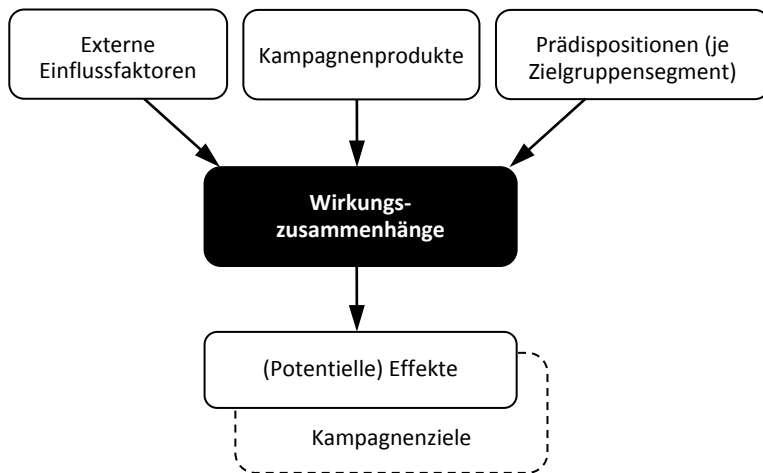 Externe
Einflussfaktoren
Kampagnenprodukte
Prädispositionen (je
Zielgruppensegment)
Wirkungs-
zusammenhänge
(Potentielle) Effekte
Kampagnenziele